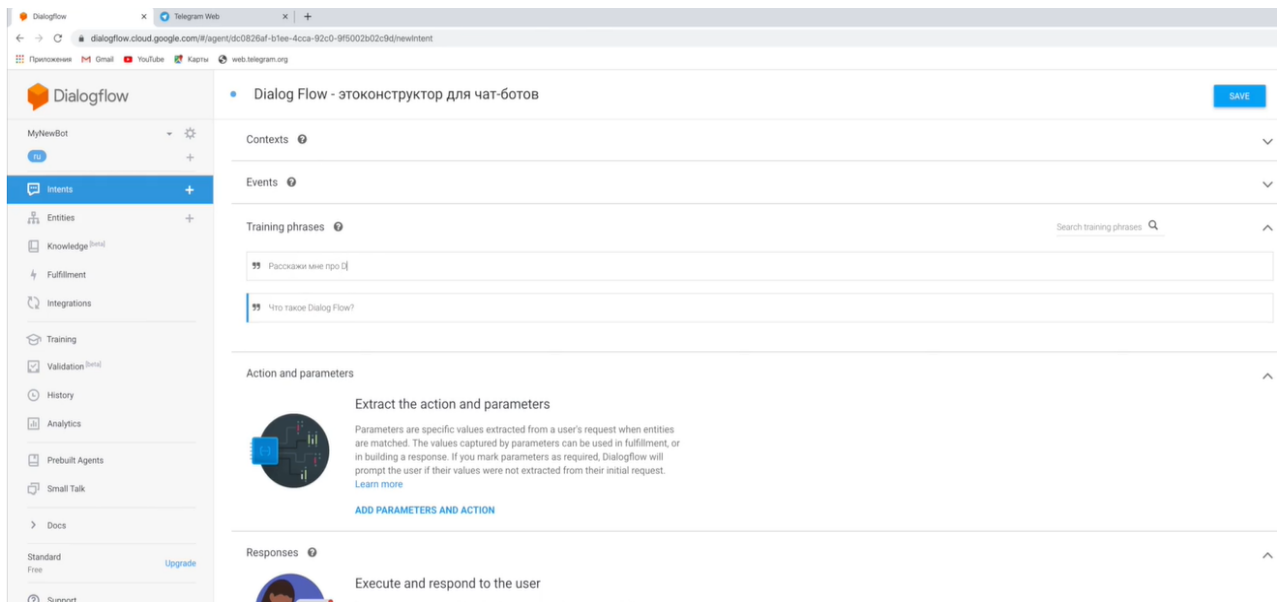 Dialogflow
Telegram Web
dialogflow.cloud.google.com/#/agent/dc0826af-b1ee-4cca-92c0-9f5002b02c9d/newIntent
Приложения Gmail YouTube Карты web.telegram.org
Dialogflow
Dialog Flow - этоконструктор для чат-ботов
SAVE
MyNewBot
ru
Intents
Entities
Knowledge [beta]
Fulfillment
Integrations
Training
Validation [beta]
History
Analytics
Prebuilt Agents
Small Talk
Docs
Standard
Free
Upgrade
Support
Contexts
Events
Training phrases
Search training phrases
Расскажи мне про D
Что такое Dialog Flow?
Action and parameters
Extract the action and parameters
Parameters are specific values extracted from a user's request when entities
are matched. The values captured by parameters can be used in fulfillment, or
in building a response. If you mark parameters as required, Dialogflow will
prompt the user if their values were not extracted from their initial request.
Learn more
ADD PARAMETERS AND ACTION
Responses
Execute and respond to the user